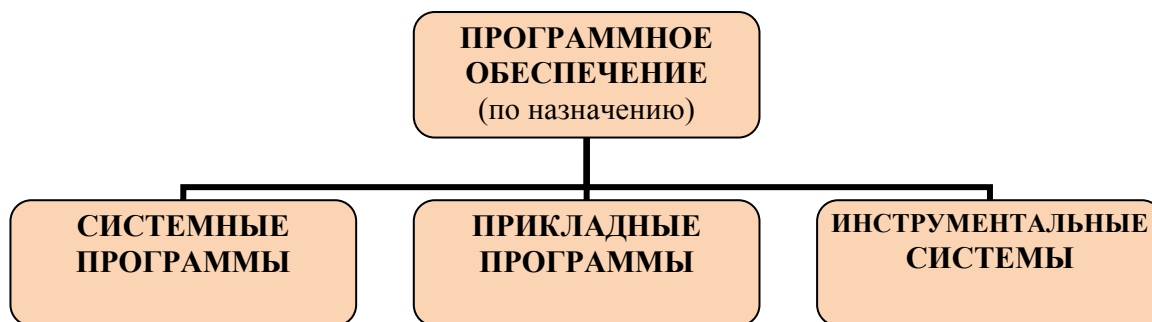 ПРОГРАММНОЕ
ОБЕСПЕЧЕНИЕ
(по назначению)
СИСТЕМНЫЕ
ПРОГРАММЫ
ПРИКЛАДНЫЕ
ПРОГРАММЫ
ИНСТРУМЕНТАЛЬНЫЕ
СИСТЕМЫ